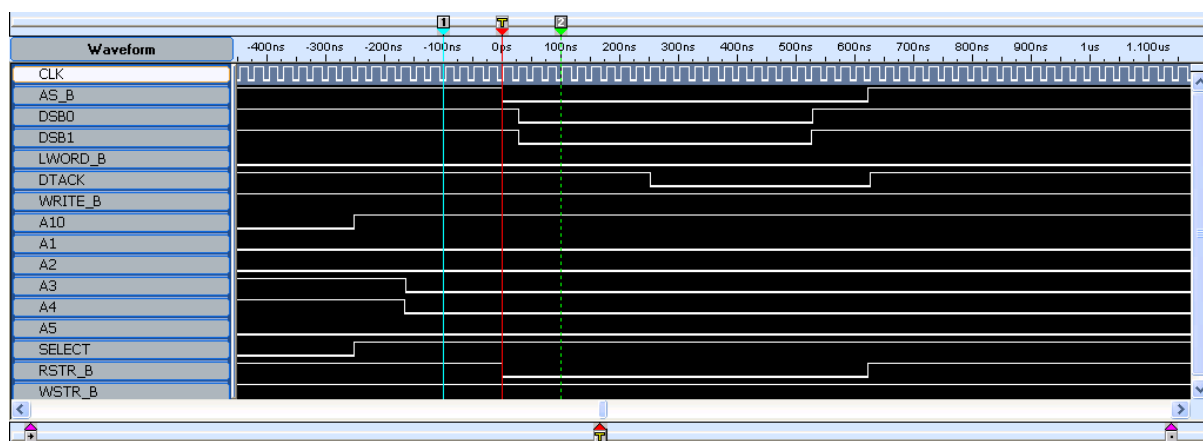 1 T 2
Waveform -400ns -300ns -200ns -100ns 0ps 100ns 200ns 300ns 400ns 500ns 600ns 700ns 800ns 900ns 1us 1.100us
CLK
AS_B
DSB0
DSB1
LWORD_B
DTACK
WRITE_B
A10
A1
A2
A3
A4
A5
SELECT
RSTR_B
WSTR_B
T